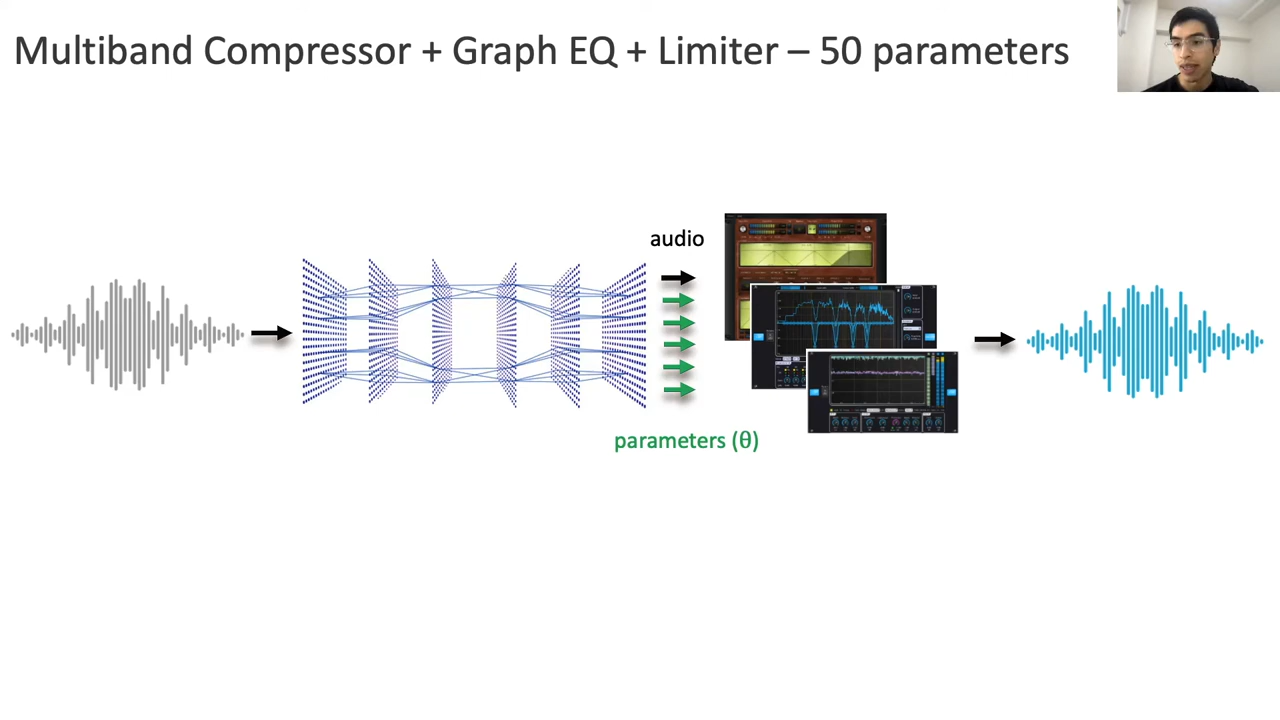 Multiband Compressor + Graph EQ + Limiter – 50 parameters
audio
parameters (θ)